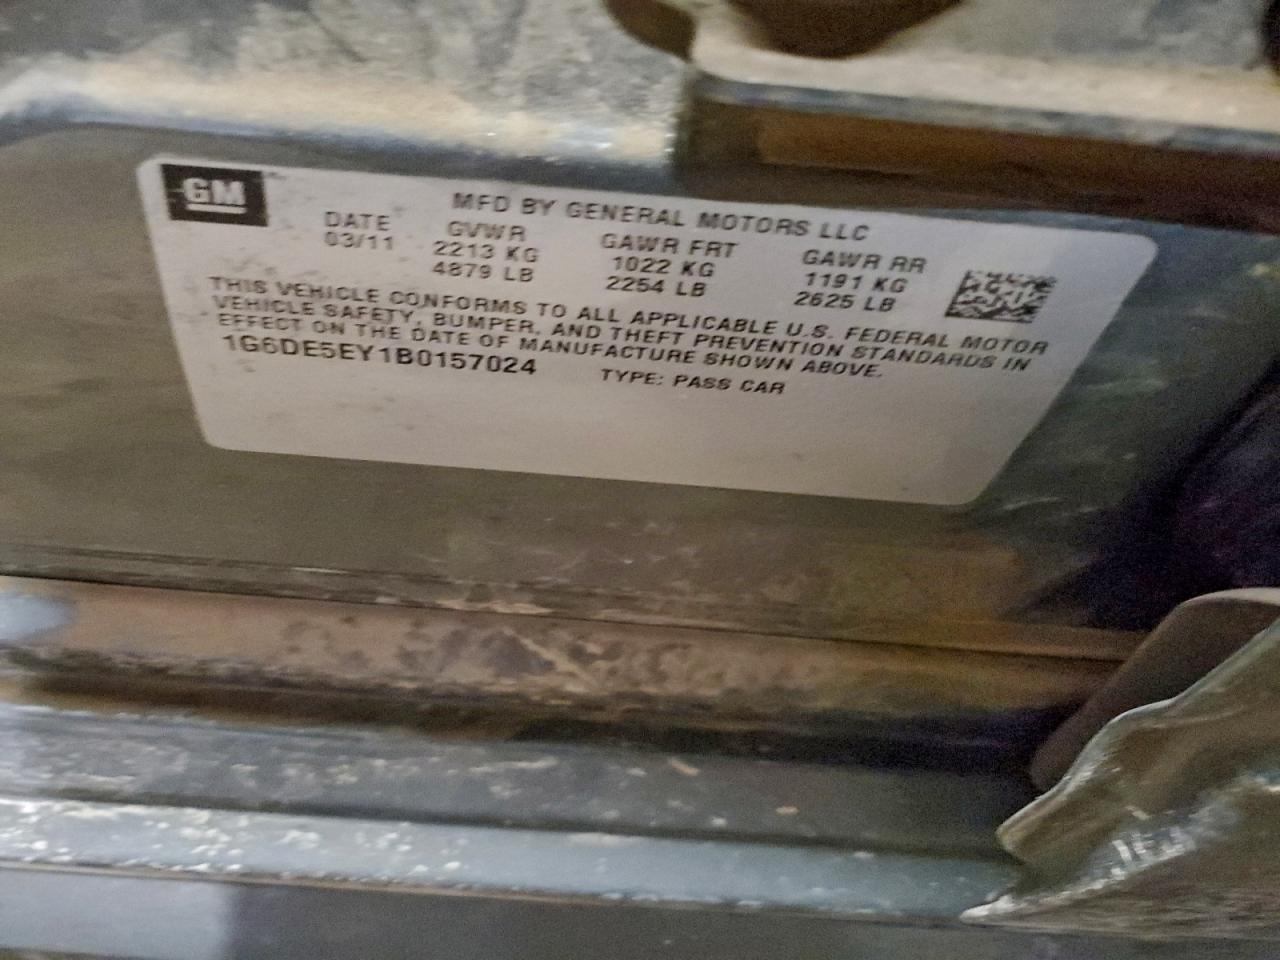 GM
MFD BY GENERAL MOTORS LLC
DATE GVWR GAWR FRT GAWR RR
03/11 2213 KG 1022 KG 1191 KG
4879 LB 2254 LB 2625 LB
THIS VEHICLE CONFORMS TO ALL APPLICABLE U.S. FEDERAL MOTOR
VEHICLE SAFETY, BUMPER, AND THEFT PREVENTION STANDARDS IN
EFFECT ON THE DATE OF MANUFACTURE SHOWN ABOVE.
1G6DE5EY1B0157024 TYPE: PASS CAR